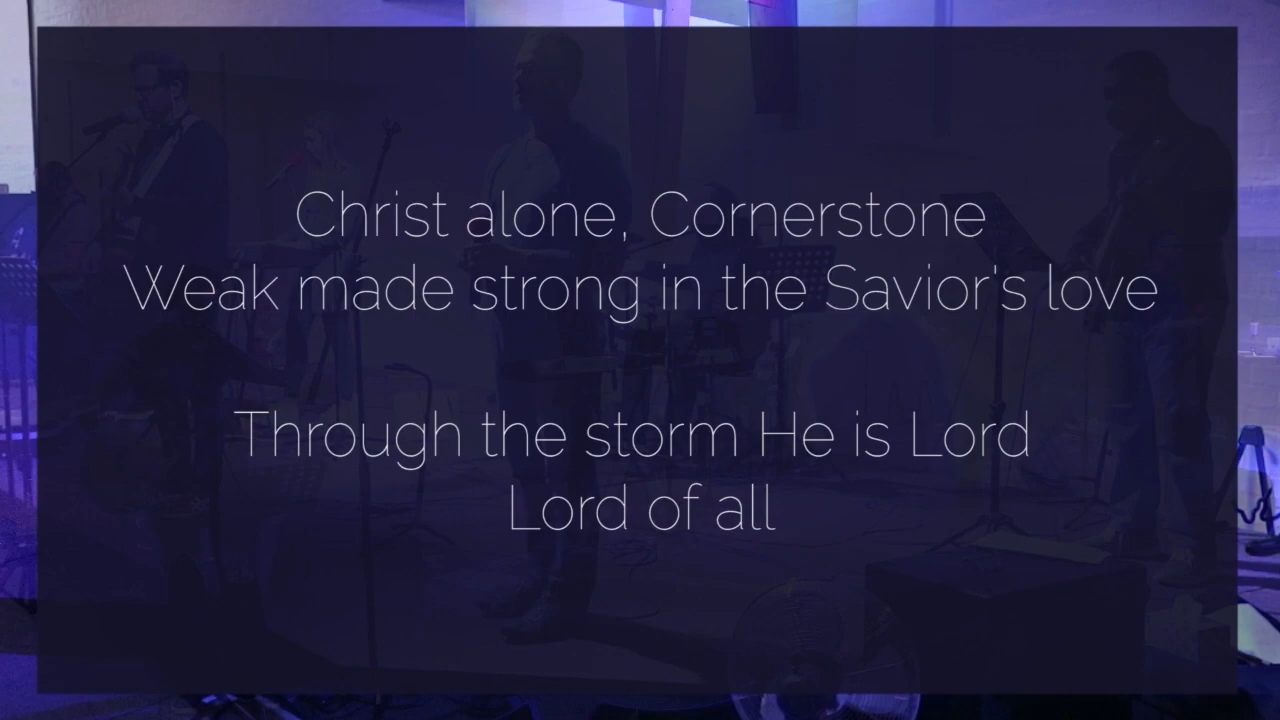 Christ alone, Cornerstone
Weak made strong in the Savior's love
Through the storm He is Lord
Lord of all